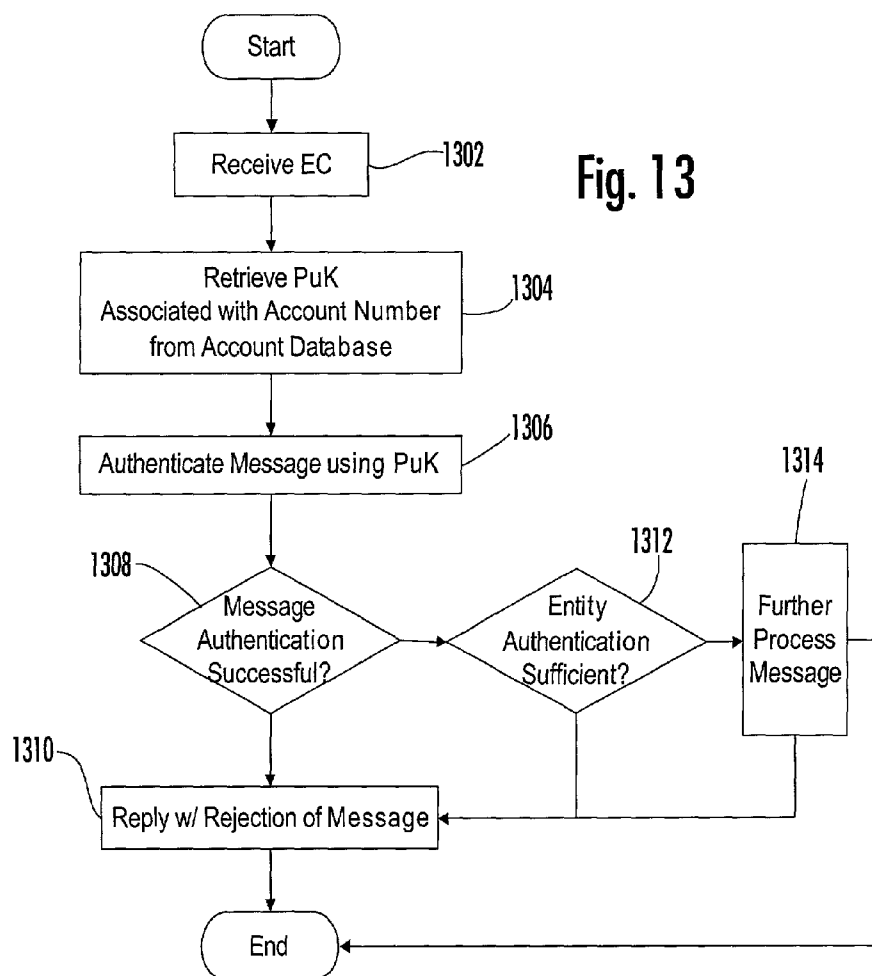 Start
Receive EC
1302
Fig. 13
Retrieve PuK
Associated with Account Number
from Account Database
1304
Authenticate Message using PuK
1306
1308
Message
Authentication
Successful?
1312
Entity
Authentication
Sufficient?
1314
Further
Process
Message
1310
Reply w/ Rejection of Message
End